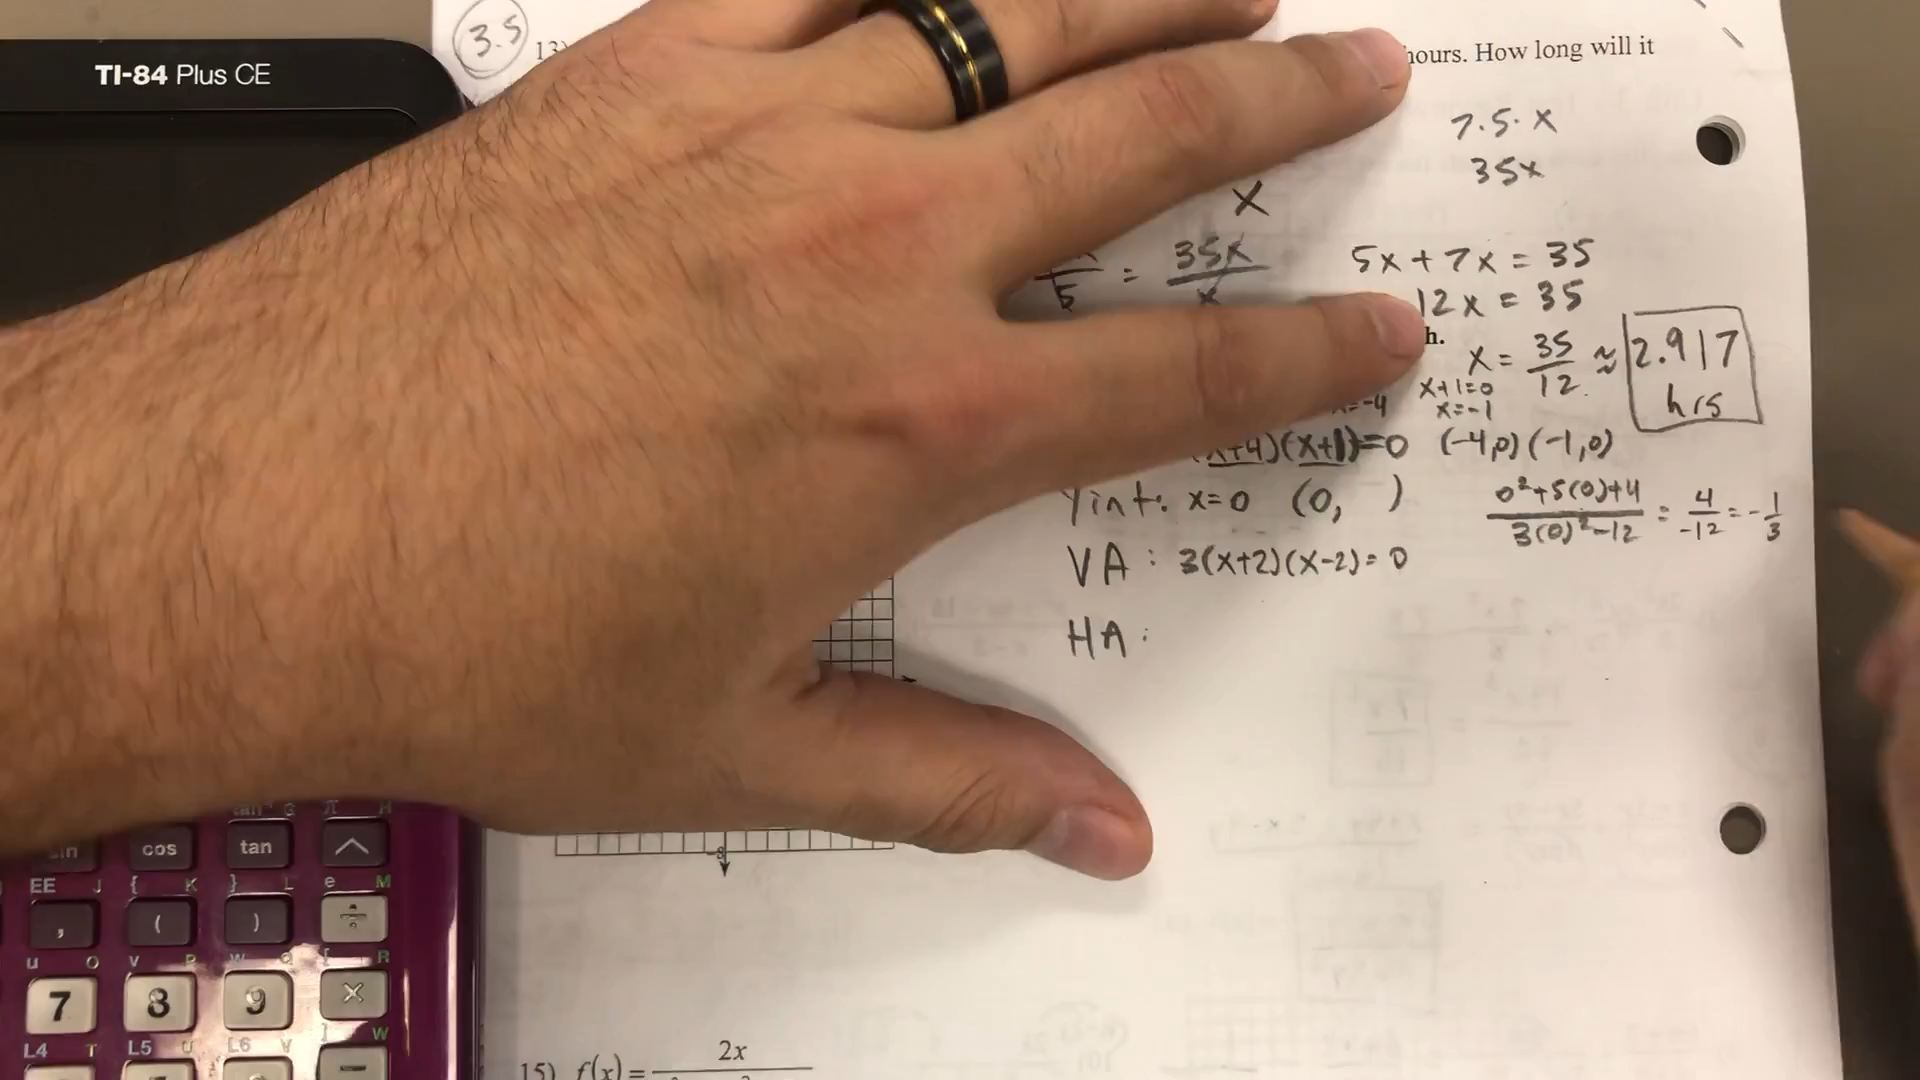 TI-84 Plus CE
3.5 13)
hours. How long will it
7·5·x
35x
x
5 = 35x/x
5x + 7x = 35
12x = 35
h.
x = 35/12 ≈ 2.917 hrs
x+1=0
x=-4 x=-1
(x+4)(x+1)=0 (-4,0) (-1,0)
Yint: x=0 (0, ) 0²+5(0)+4 / 3(0)²-12 = 4/-12 = -1/3
VA: 3(x+2)(x-2)=0
HA:
-8
15) f(x) = 2x
cos tan ^
EE J { K } L e M
, ( ) ÷
u O v P w R
7 8 9 ×
L4 T L5 U L6 V ] W
−